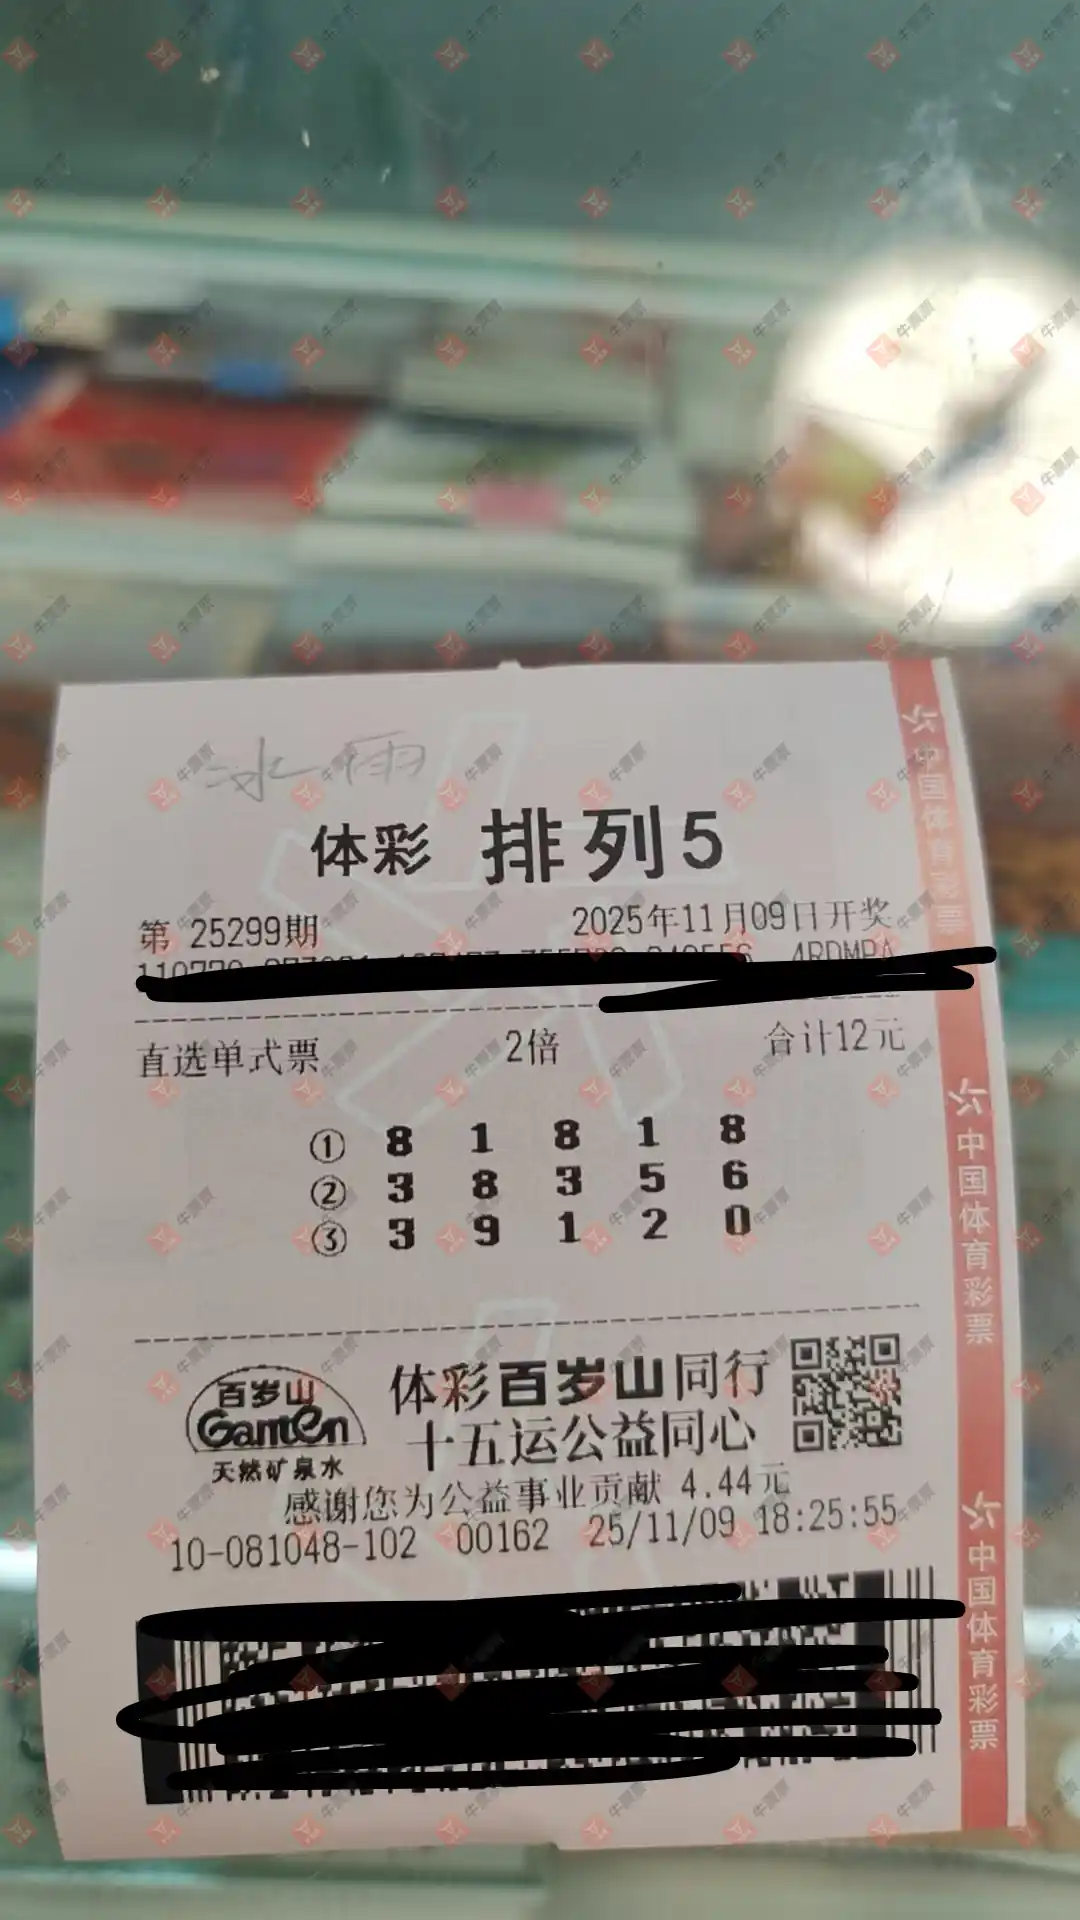 冰雨
体彩 排列5
第 25299期 2025年11月09日开奖
4RDMPA
直选单式票 2倍 合计12元
① 8 1 8 1 8
② 3 8 3 5 6
③ 3 9 1 2 0
百岁山
Ganten
天然矿泉水
体彩百岁山同行
十五运公益同心
感谢您为公益事业贡献 4.44元
10-081048-102 00162 25/11/09 18:25:55
中国体育彩票
中国体育彩票
中国体育彩票